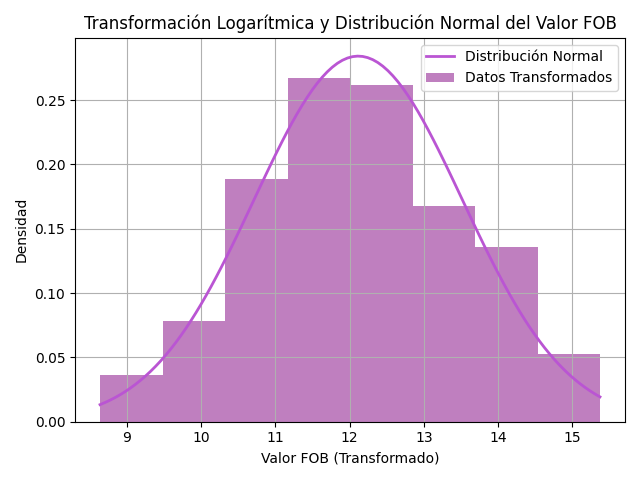 Transformación Logarítmica y Distribución Normal del Valor FOB
Distribución Normal
Datos Transformados
Densidad
0.25
0.20
0.15
0.10
0.05
0.00
9 10 11 12 13 14 15
Valor FOB (Transformado)